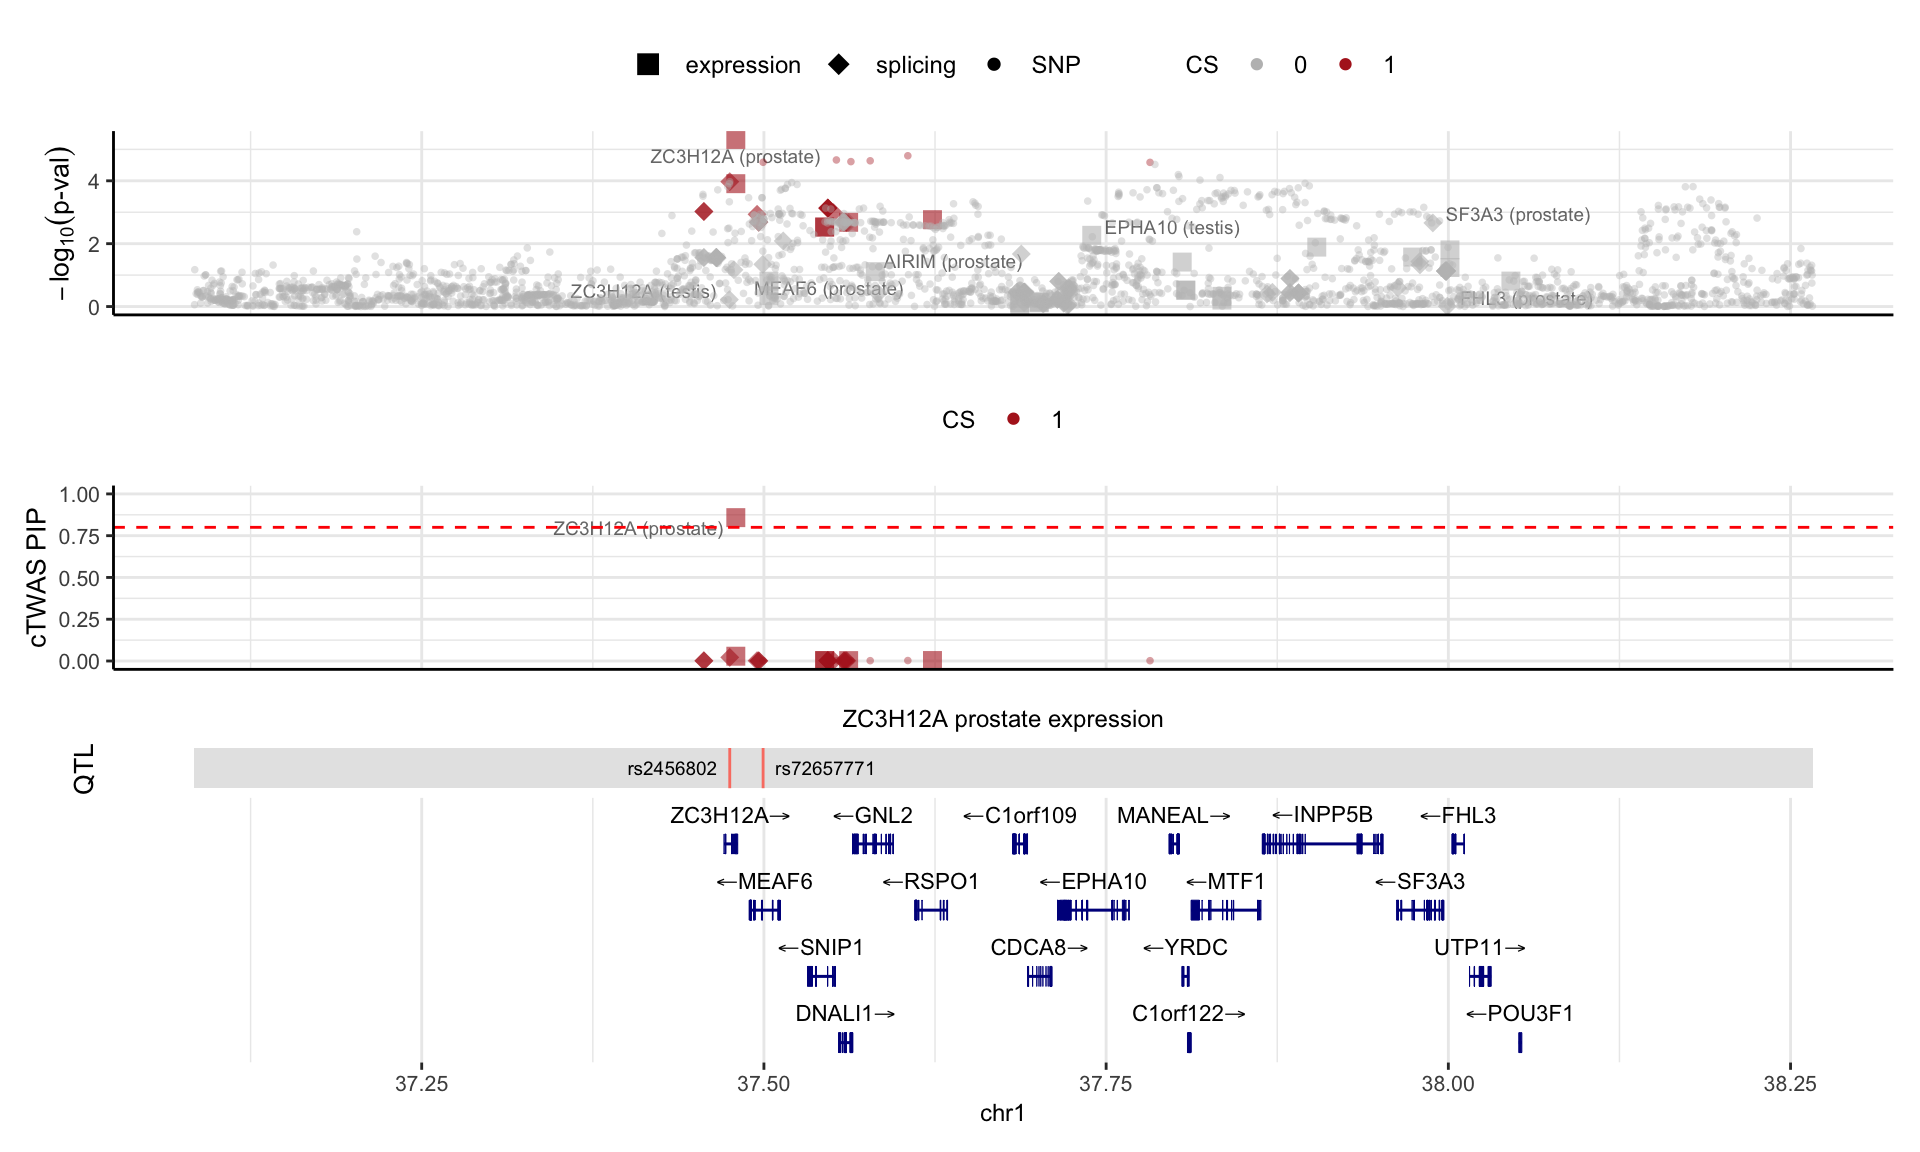 expression splicing SNP CS 0 1
−log10(p-val)
4
2
0
ZC3H12A (prostate)
SF3A3 (prostate)
EPHA10 (testis)
AIRIM (prostate)
MEAF6 (prostate)
ZC3H12A (testis)
FHL3 (prostate)
CS 1
cTWAS PIP
1.00
0.75
0.50
0.25
0.00
ZC3H12A (prostate)
ZC3H12A prostate expression
QTL
rs2456802 rs72657771
ZC3H12A→ ←GNL2 ←C1orf109 MANEAL→ ←INPP5B ←FHL3
←MEAF6 ←RSPO1 ←EPHA10 ←MTF1 ←SF3A3
←SNIP1 CDCA8→ ←YRDC UTP11→
DNALI1→ C1orf122→ ←POU3F1
37.25 37.50 37.75 38.00 38.25
chr1